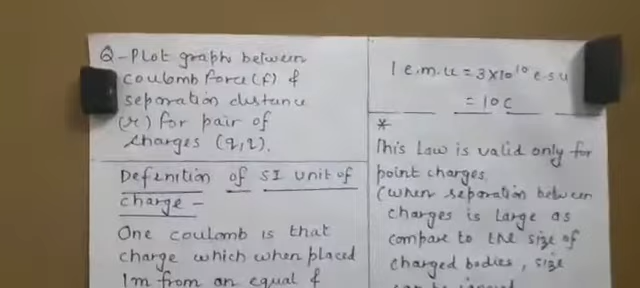 Q-Plot graph between
coulomb force (F) &
separation distance
(r) for pair of
charges (q,q).
Defenition of SI unit of
charge -
One coulomb is that
charge which when placed
1m from an equal &
1 e.m.u = 3×10¹⁰ e.s.u
= 10 C
*
This Law is valid only for
point charges.
(when separation between
charges is large as
compare to the size of
charged bodies, size